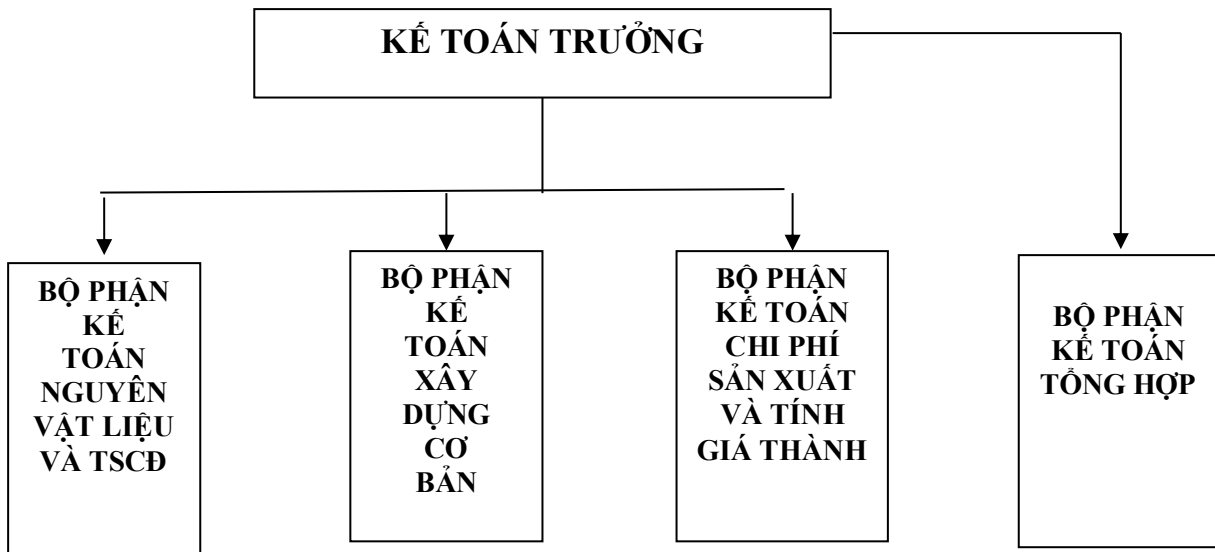 KẾ TOÁN TRƯỞNG
BỘ PHẬN
KẾ
TOÁN
NGUYÊN
VẬT LIỆU
VÀ TSCĐ
BỘ PHẬN
KẾ
TOÁN
XÂY
DỰNG
CƠ
BẢN
BỘ PHẬN
KẾ TOÁN
CHI PHÍ
SẢN XUẤT
VÀ TÍNH
GIÁ THÀNH
BỘ PHẬN
KẾ TOÁN
TỔNG HỢP